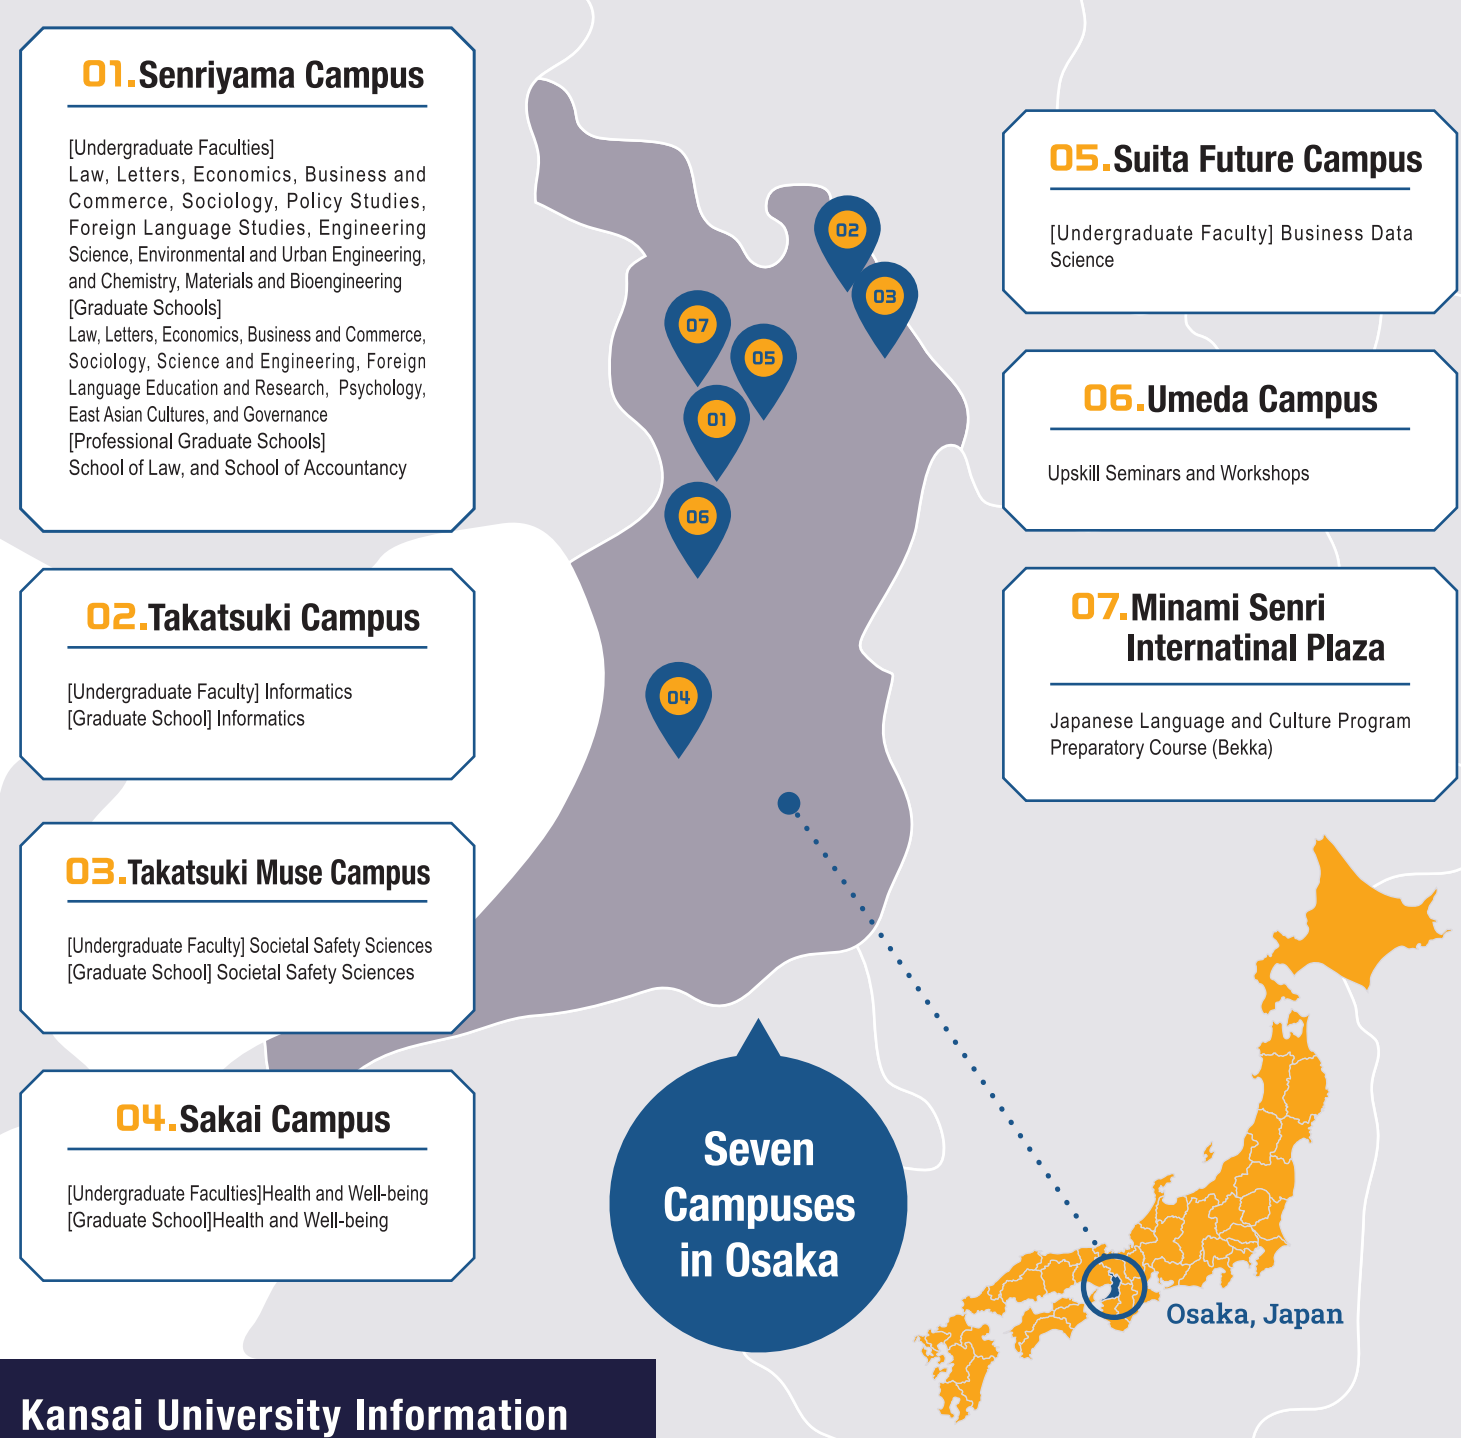 01.Senriyama Campus
[Undergraduate Faculties]
Law, Letters, Economics, Business and
Commerce, Sociology, Policy Studies,
Foreign Language Studies, Engineering
Science, Environmental and Urban Engineering,
and Chemistry, Materials and Bioengineering
[Graduate Schools]
Law, Letters, Economics, Business and Commerce,
Sociology, Science and Engineering, Foreign
Language Education and Research, Psychology,
East Asian Cultures, and Governance
[Professional Graduate Schools]
School of Law, and School of Accountancy
02.Takatsuki Campus
[Undergraduate Faculty] Informatics
[Graduate School] Informatics
03.Takatsuki Muse Campus
[Undergraduate Faculty] Societal Safety Sciences
[Graduate School] Societal Safety Sciences
04.Sakai Campus
[Undergraduate Faculties]Health and Well-being
[Graduate School]Health and Well-being
02
03
07
05
01
06
04
05.Suita Future Campus
[Undergraduate Faculty] Business Data
Science
06.Umeda Campus
Upskill Seminars and Workshops
07.Minami Senri
Internatinal Plaza
Japanese Language and Culture Program
Preparatory Course (Bekka)
Seven
Campuses
in Osaka
Osaka, Japan
Kansai University Information